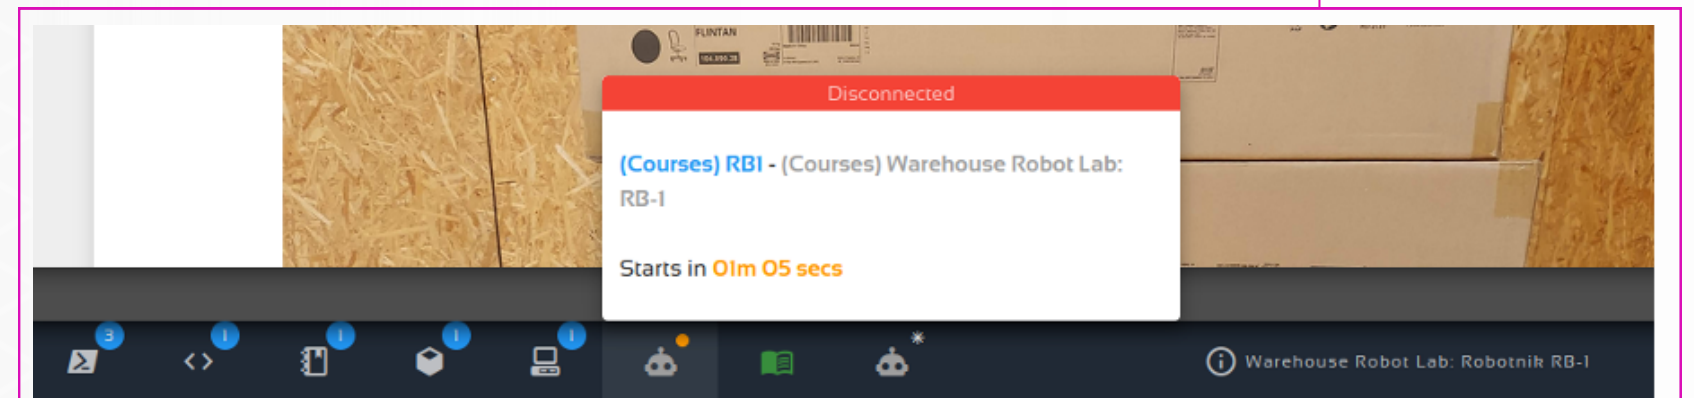 FLINTAN
Disconnected
(Courses) RB1 - (Courses) Warehouse Robot Lab:
RB-1
Starts in 01m 05 secs
3
1
1
1
1
Warehouse Robot Lab: Robotnik RB-1